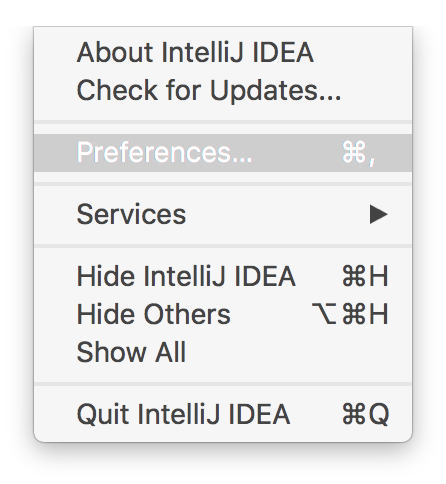 About IntelliJ IDEA
Check for Updates...
Preferences... ⌘,
Services ▶
Hide IntelliJ IDEA ⌘H
Hide Others ⌥⌘H
Show All
Quit IntelliJ IDEA ⌘Q